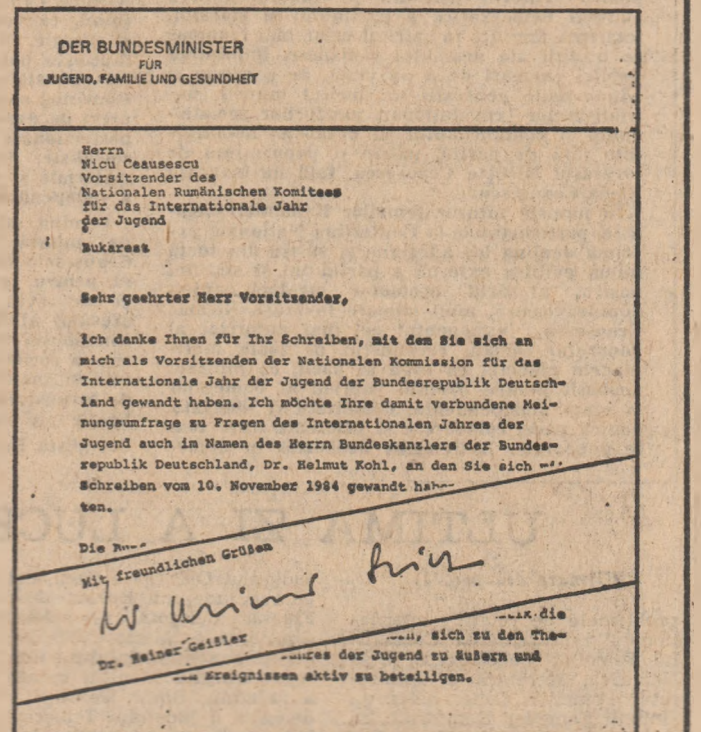 DER BUNDESMINISTER
FÜR
JUGEND, FAMILIE UND GESUNDHEIT
Herrn
Nicu Ceausescu
Vorsitzender des
Nationalen Rumänischen Komitees
für das Internationale Jahr
der Jugend
Bukarest
Sehr geehrter Herr Vorsitzender,
ich danke Ihnen für Ihr Schreiben, mit dem Sie sich an
mich als Vorsitzenden der Nationalen Kommission für das
Internationale Jahr der Jugend der Bundesrepublik Deutsch-
land gewandt haben. Ich möchte Ihre damit verbundene Mei-
nungsumfrage zu Fragen des Internationalen Jahres der
Jugend auch im Namen des Herrn Bundeskanzlers der Bundes-
republik Deutschland, Dr. Helmut Kohl, an den Sie sich
Schreiben vom 10. November 1984 gewandt
ten.
Die
Mit freundlichen Grüßen
Dr. Heiner Geißler
die
sich zu den The-
der Jugend zu äußern und
Ereignissen aktiv zu beteiligen.